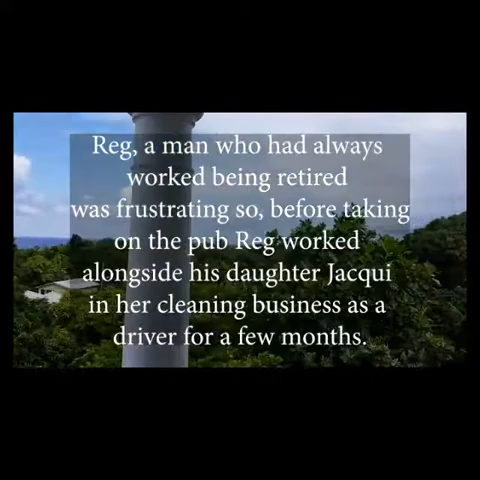 Reg, a man who had always
worked being retired
was frustrating so, before taking
on the pub Reg worked
alongside his daughter Jacqui
in her cleaning business as a
driver for a few months.